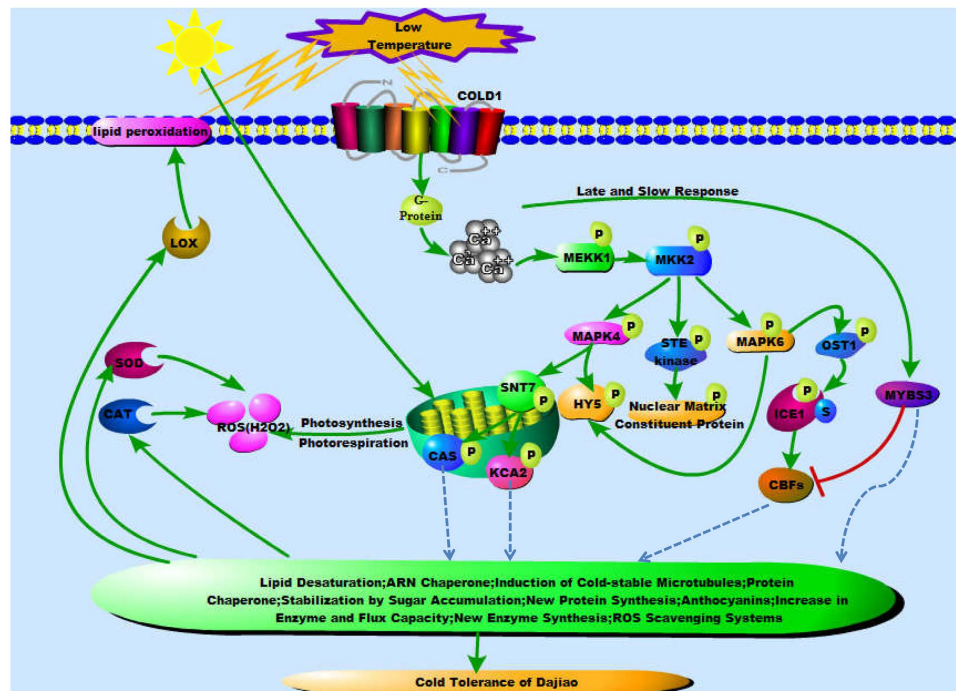 Low
Temperature
N
COLD1
lipid peroxidation
C
G-
Protein
Late and Slow Response
LOX
Ca++
Ca+
Ca++
MEKK1
P
MKK2
P
MAPK4
P
STE
kinase
P
MAPK6
P
OST1
P
SOD
SNT7
P
HY5
P
Nuclear Matrix
Constituent Protein
P
ICE1
P
S
MYBS3
CAT
ROS(H2O2)
Photosynthesis
Photorespiration
CAS
P
KCA2
P
CBFs
Lipid Desaturation;ARN Chaperone;Induction of Cold-stable Microtubules;Protein
Chaperone;Stabilization by Sugar Accumulation;New Protein Synthesis;Anthocyanins;Increase in
Enzyme and Flux Capacity;New Enzyme Synthesis;ROS Scavenging Systems
Cold Tolerance of Dajiao